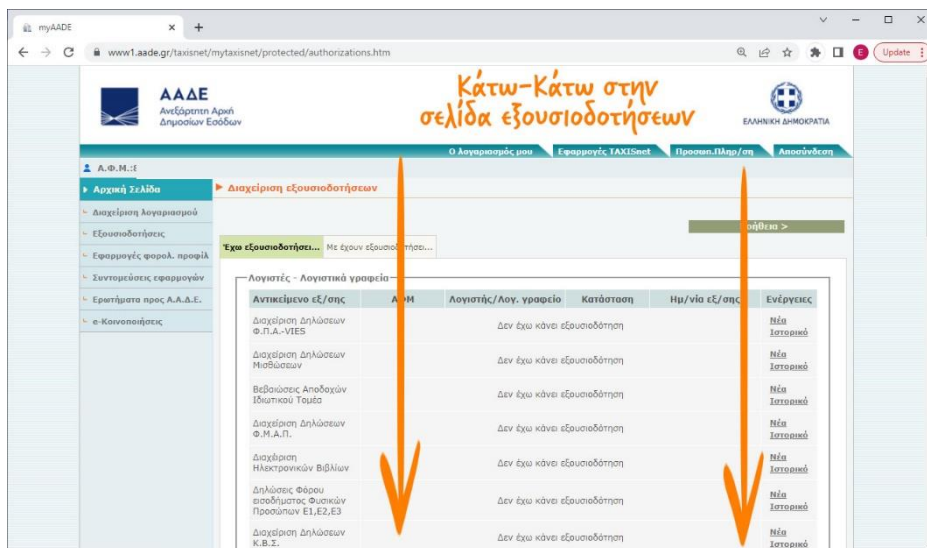 myAADE
www1.aade.gr/taxisnet/mytaxisnet/protected/authorizations.htm
E
Update
ΑΑΔΕ
Ανεξάρτητη Αρχή
Δημοσίων Εσόδων
Κάτω-Κάτω στην
σελίδα εξουσιοδοτήσεων
ΕΛΛΗΝΙΚΗ ΔΗΜΟΚΡΑΤΙΑ
Ο λογαριασμός μου Εφαρμογές TAXISnet Προσωπ.Πληρ/ση Αποσύνδεση
Α.Φ.Μ.:
Αρχική Σελίδα
Διαχείριση λογαριασμού
Εξουσιοδοτήσεις
Εφαρμογές φορολ. προφίλ
Συντομεύσεις εφαρμογών
Ερωτήματα προς Α.Α.Δ.Ε.
e-Κοινοποιήσεις
Διαχείριση εξουσιοδοτήσεων
Έχω εξουσιοδοτήσει... Με έχουν
Λογιστές - Λογιστικά γραφεία
Αντικείμενο εξ/σης Λογιστής/Λογ. γραφείο Κατάσταση Ημ/νία εξ/σης Ενέργειες
Διαχείριση Δηλώσεων
Φ.Π.Α.-VIES
Δεν έχω κάνει εξουσιοδότηση
Νέα
Ιστορικό
Διαχείριση Δηλώσεων
Μισθώσεων
Δεν έχω κάνει εξουσιοδότηση
Νέα
Ιστορικό
Βεβαιώσεις Αποδοχών
Ιδιωτικού Τομέα
Δεν έχω κάνει εξουσιοδότηση
Νέα
Ιστορικό
Διαχείριση Δηλώσεων
Φ.Μ.Α.Π.
Δεν έχω κάνει εξουσιοδότηση
Νέα
Ιστορικό
Διαχείριση
Ηλεκτρονικών Βιβλίων
Δεν έχω κάνει εξουσιοδότηση
Νέα
Ιστορικό
Δηλώσεις Φόρου
εισοδήματος Φυσικών
Προσώπων Ε1,Ε2,Ε3
Δεν έχω κάνει εξουσιοδότηση
Νέα
Ιστορικό
Διαχείριση Δηλώσεων
Κ.Β.Σ.
Δεν έχω κάνει εξουσιοδότηση
Νέα
Ιστορικό